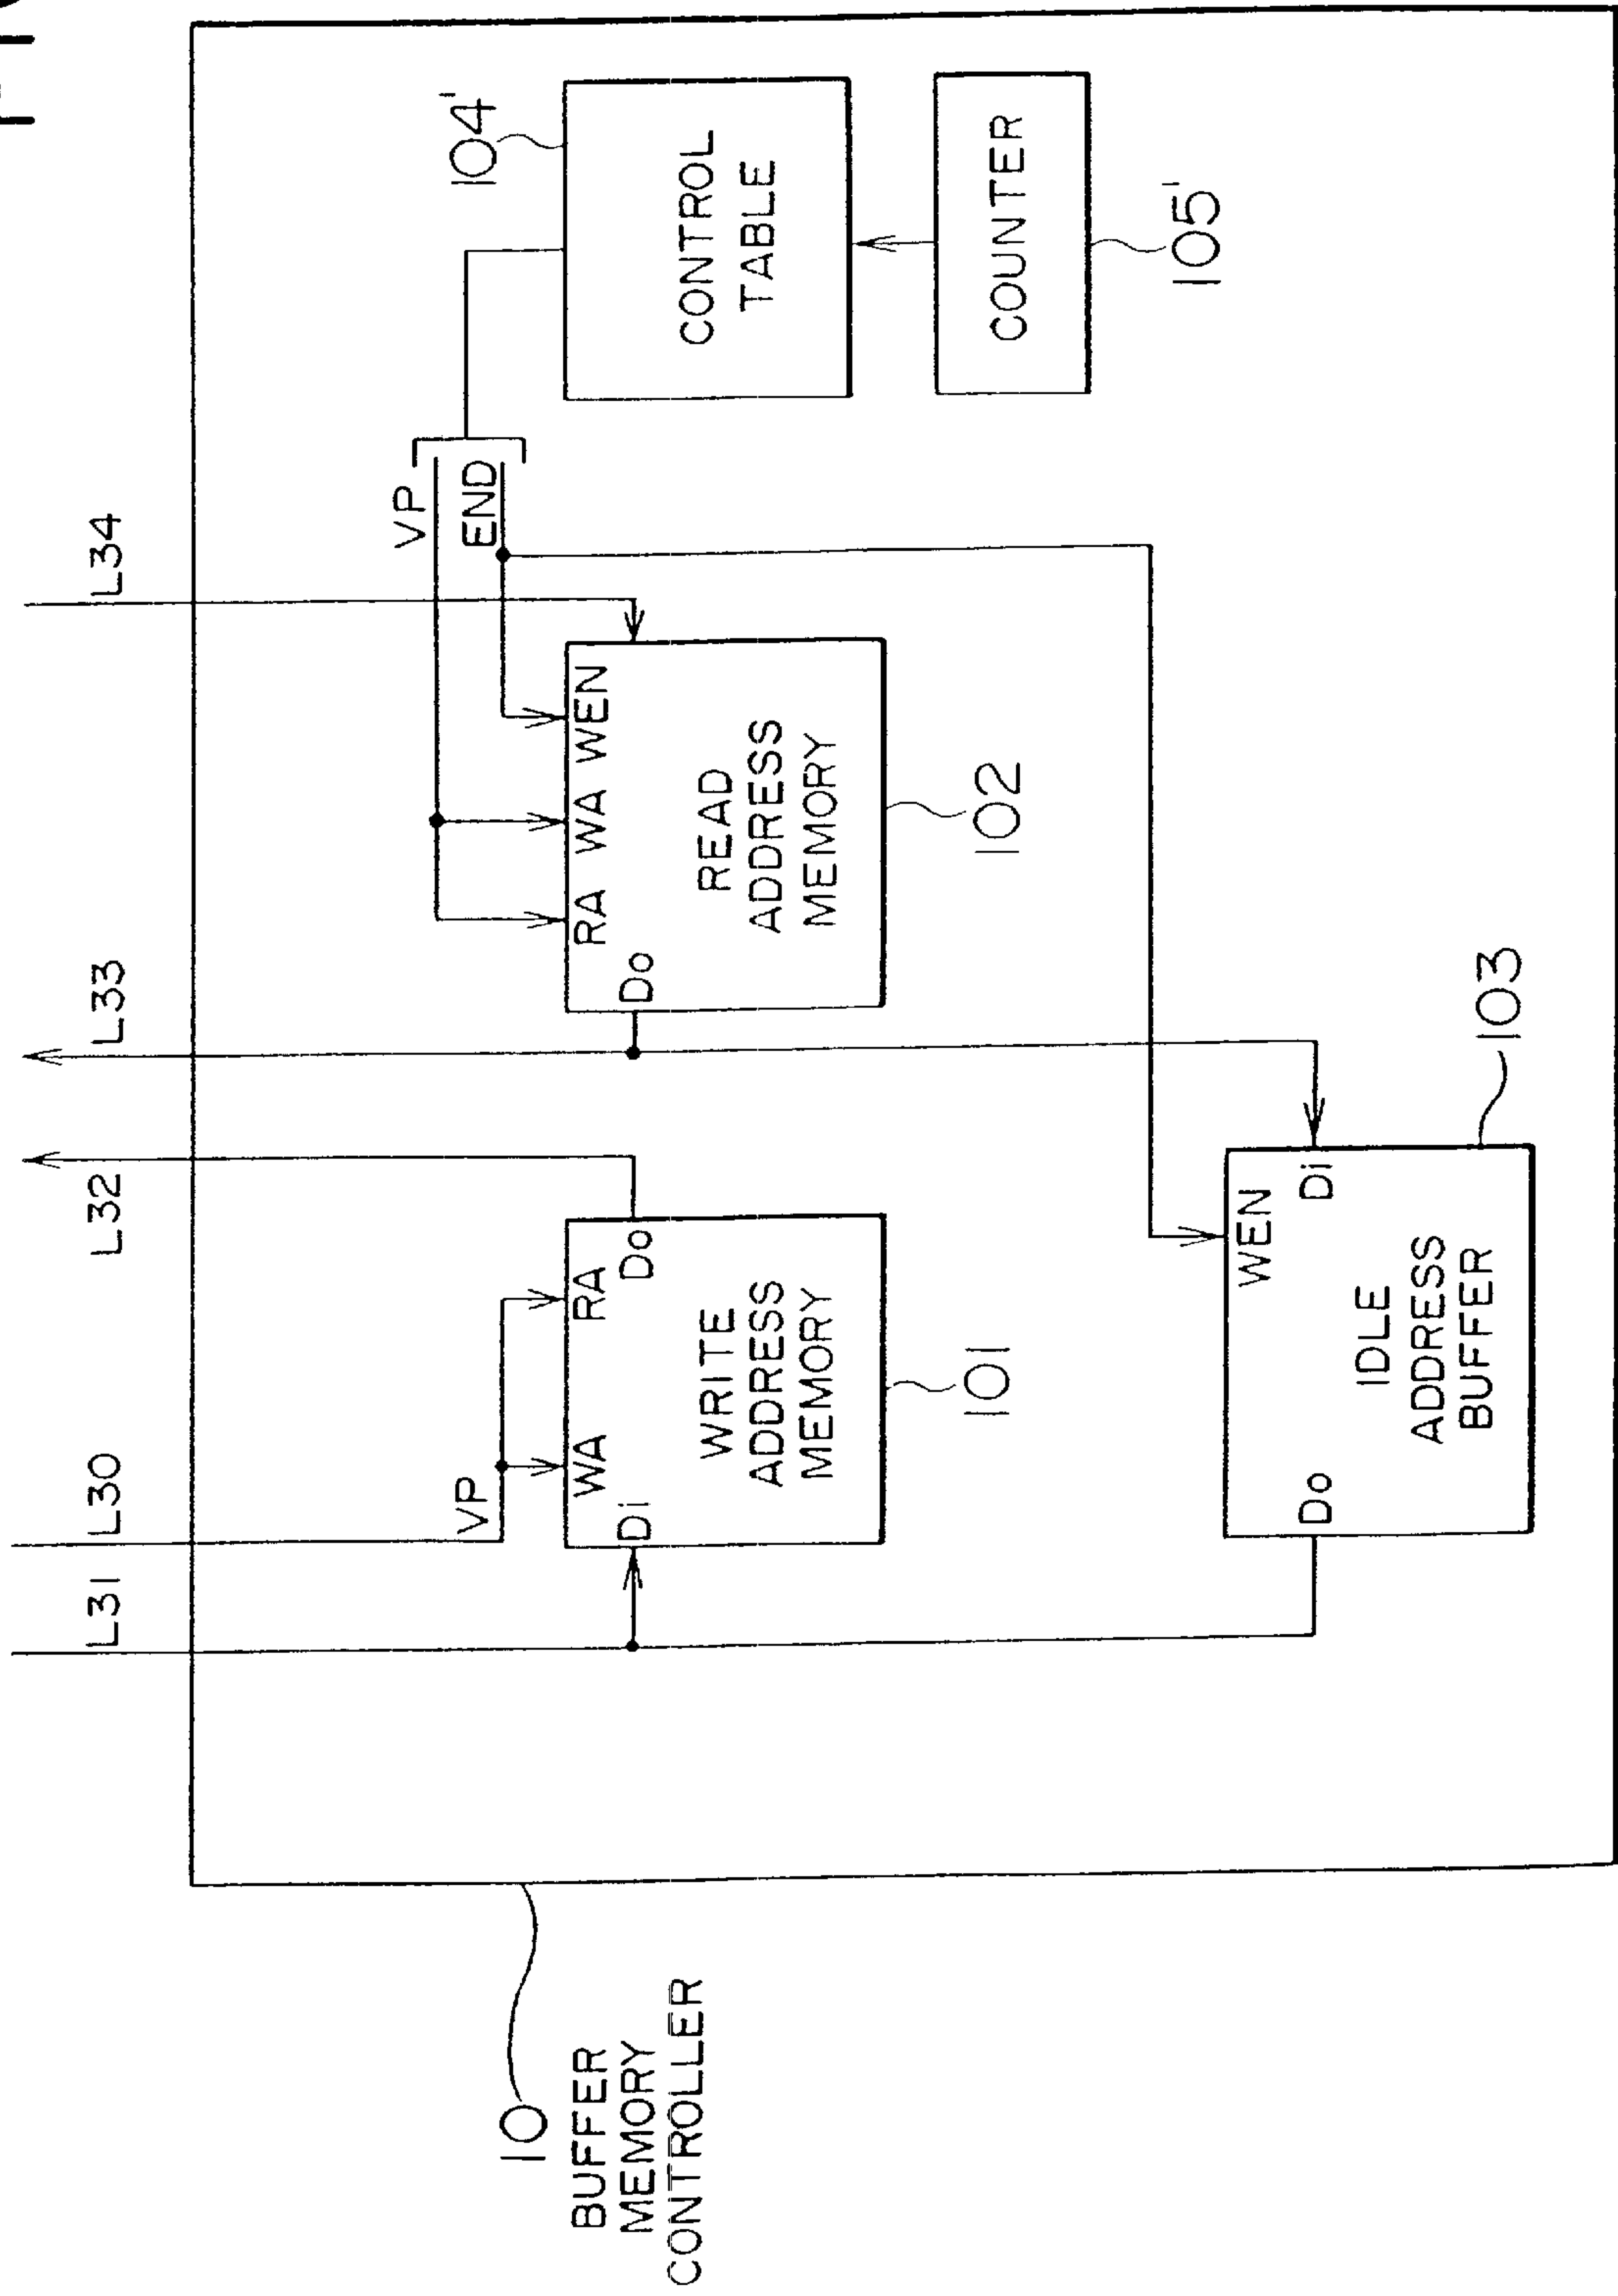 L31
L30
L32
L33
L34
VP
VP
END
WA
RA
Di
Do
WRITE
ADDRESS
MEMORY
101
RA WA WEN
Do
READ
ADDRESS
MEMORY
102
104'
CONTROL
TABLE
COUNTER
105'
WEN
Do
Di
IDLE
ADDRESS
BUFFER
103
10
BUFFER
MEMORY
CONTROLLER